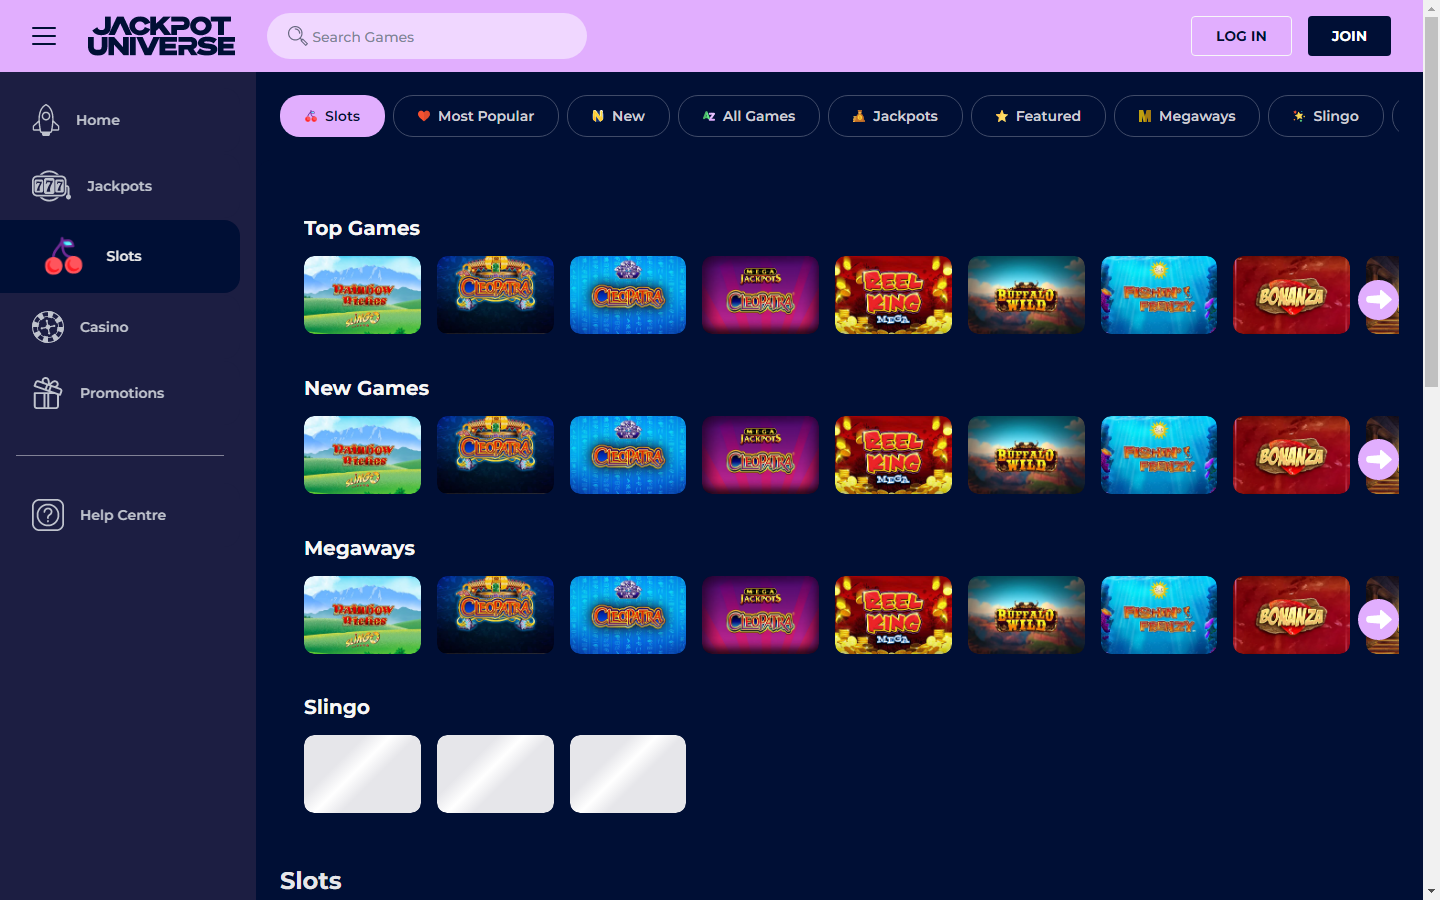 JACKPOT
UNIVERSE
Search Games
LOG IN
JOIN
Home
Jackpots
Slots
Casino
Promotions
Help Centre
Slots
Most Popular
N New
AZ All Games
Jackpots
Featured
M Megaways
Slingo
Top Games
Rainbow
Riches
CLEOPATRA
CLEOPATRA
MEGA
JACKPOTS
CLEOPATRA
REEL
KING
MEGA
BUFFALO
WILD
FISHIN'
FRENZY
BONANZA
New Games
Rainbow
Riches
CLEOPATRA
CLEOPATRA
MEGA
JACKPOTS
CLEOPATRA
REEL
KING
MEGA
BUFFALO
WILD
FISHIN'
FRENZY
BONANZA
Megaways
Rainbow
Riches
CLEOPATRA
CLEOPATRA
MEGA
JACKPOTS
CLEOPATRA
REEL
KING
MEGA
BUFFALO
WILD
FISHIN'
FRENZY
BONANZA
Slingo
Slots